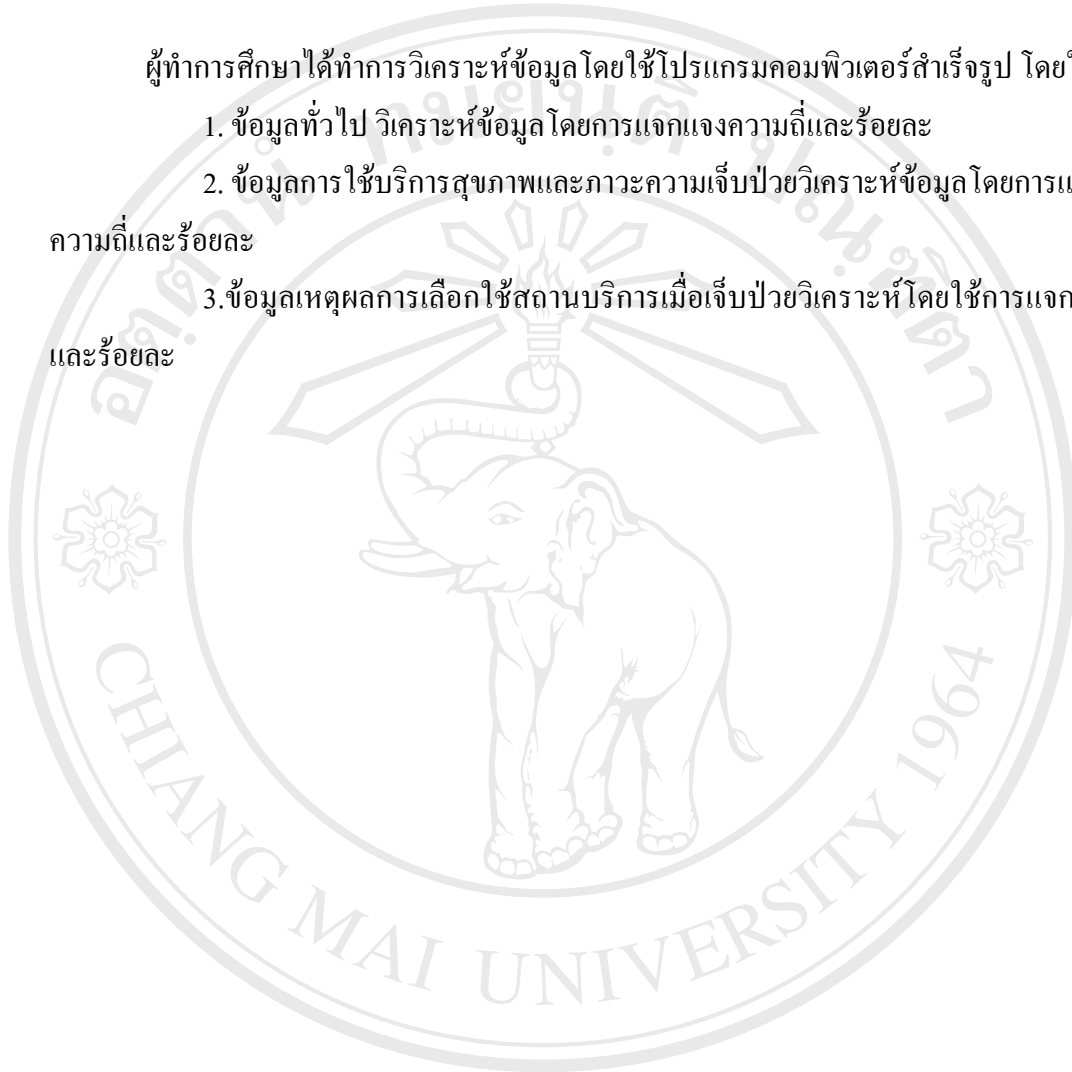 ผู้ทำการศึกษาได้ทำการวิเคราะห์ข้อมูลโดยใช้โปรแกรมคอมพิวเตอร์สำเร็จรูป โดย
1. ข้อมูลทั่วไป วิเคราะห์ข้อมูลโดยการแจกแจงความถี่และร้อยละ
2. ข้อมูลการใช้บริการสุขภาพและภาวะความเจ็บป่วยวิเคราะห์ข้อมูลโดยการ
ความถี่และร้อยละ
3.ข้อมูลเหตุผลการเลือกใช้สถานบริการเมื่อเจ็บป่วยวิเคราะห์โดยใช้การแจก
และร้อยละ
CHIANG MAI UNIVERSITY 1964